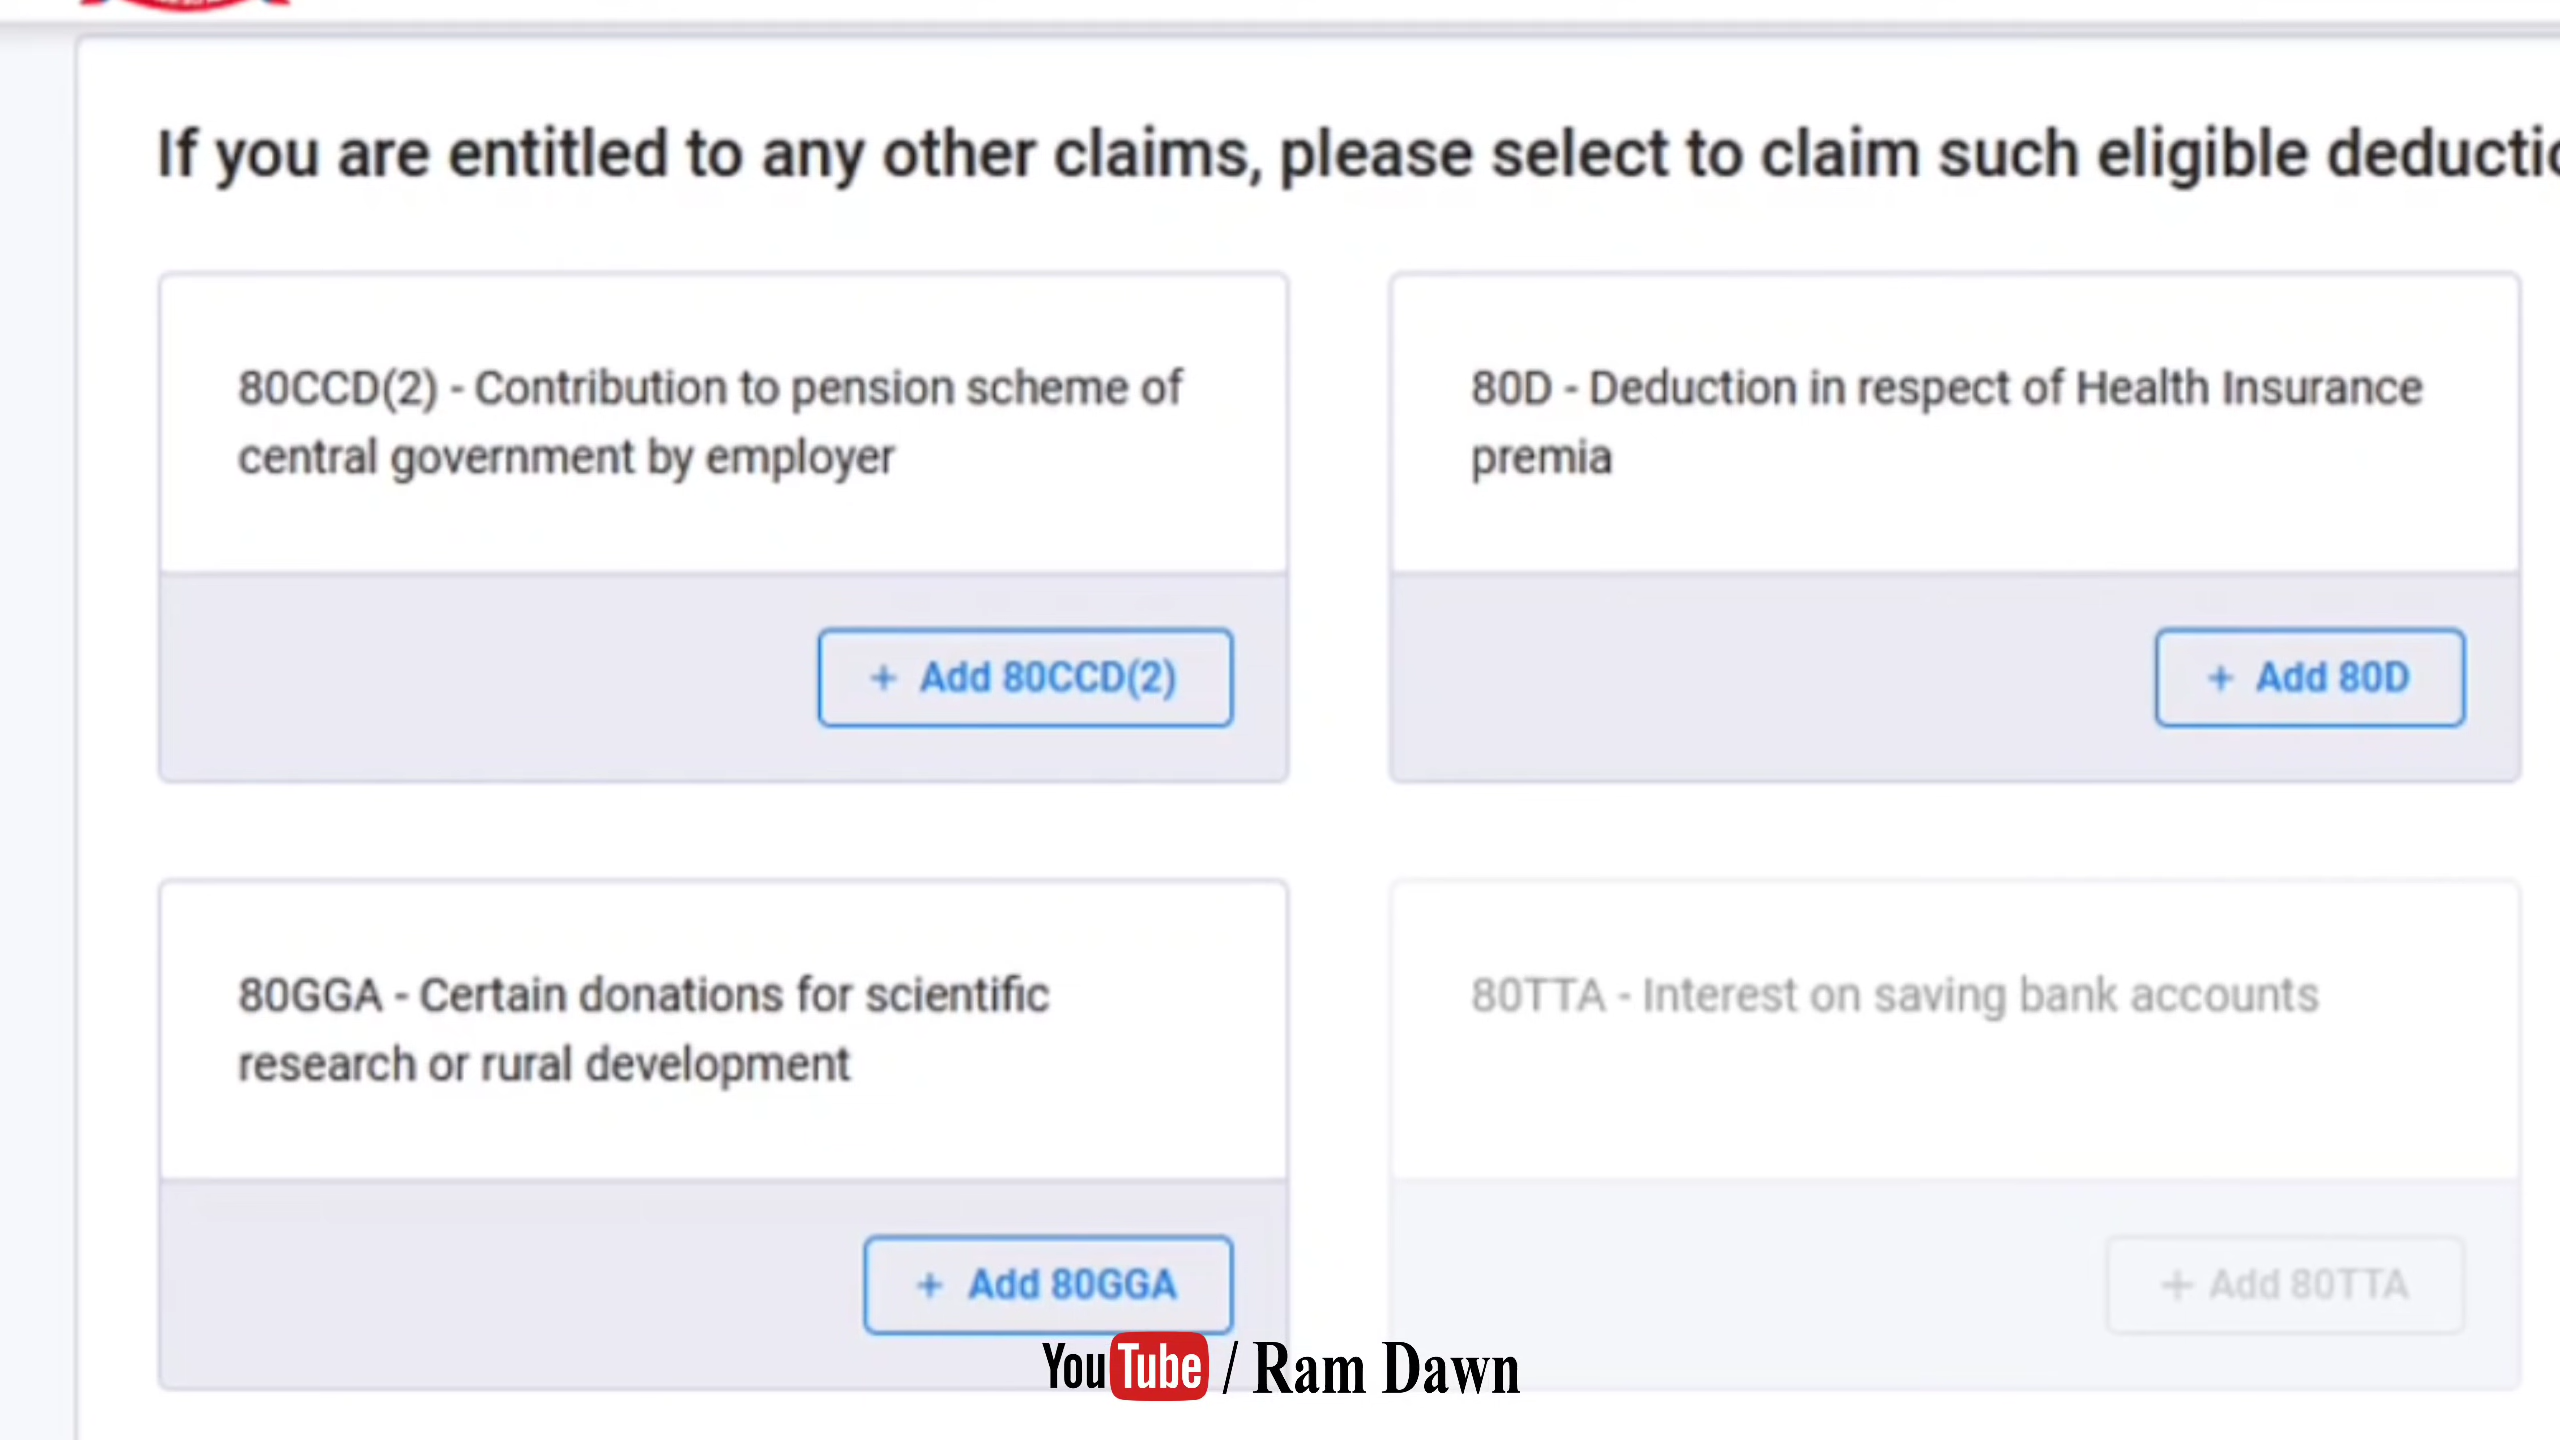 If you are entitled to any other claims, please select to claim such eligible
80CCD(2) - Contribution to pension scheme of
central government by employer
+ Add 80CCD(2)
80D - Deduction in respect of Health Insurance
premia
+ Add 80D
80GGA - Certain donations for scientific
research or rural development
+ Add 80GGA
80TTA - Interest on saving bank accounts
+ Add 80TTA
YouTube / Ram Dawn